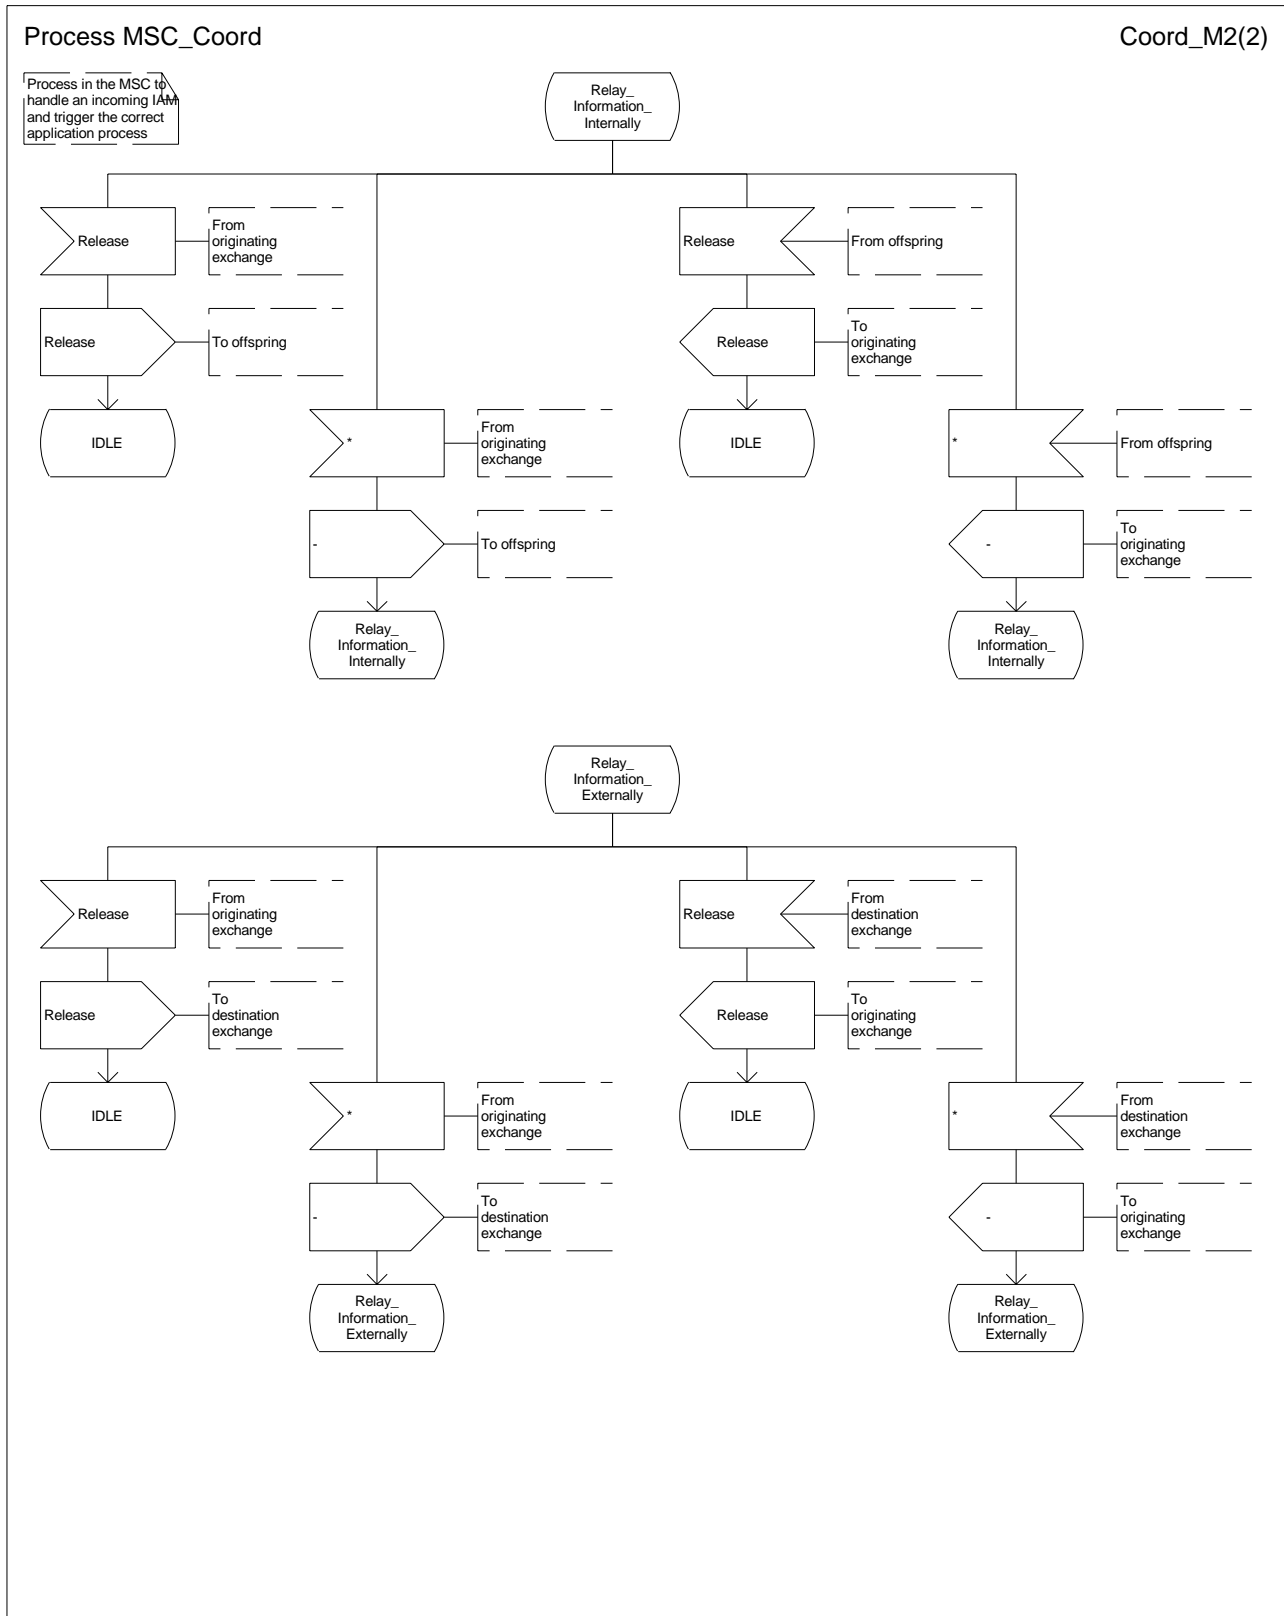 Process MSC_Coord
Coord_M2(2)
Process in the MSC to
handle an incoming IAM
and trigger the correct
application process
Relay_
Information_
Internally
Release
From
originating
exchange
Release
From offspring
Release
To offspring
Release
To
originating
exchange
IDLE
*
From
originating
exchange
IDLE
*
From offspring
-
To offspring
-
To
originating
exchange
Relay_
Information_
Internally
Relay_
Information_
Internally
Relay_
Information_
Externally
Release
From
originating
exchange
Release
From
destination
exchange
Release
To
destination
exchange
Release
To
originating
exchange
IDLE
*
From
originating
exchange
IDLE
*
From
destination
exchange
-
To
destination
exchange
-
To
originating
exchange
Relay_
Information_
Externally
Relay_
Information_
Externally